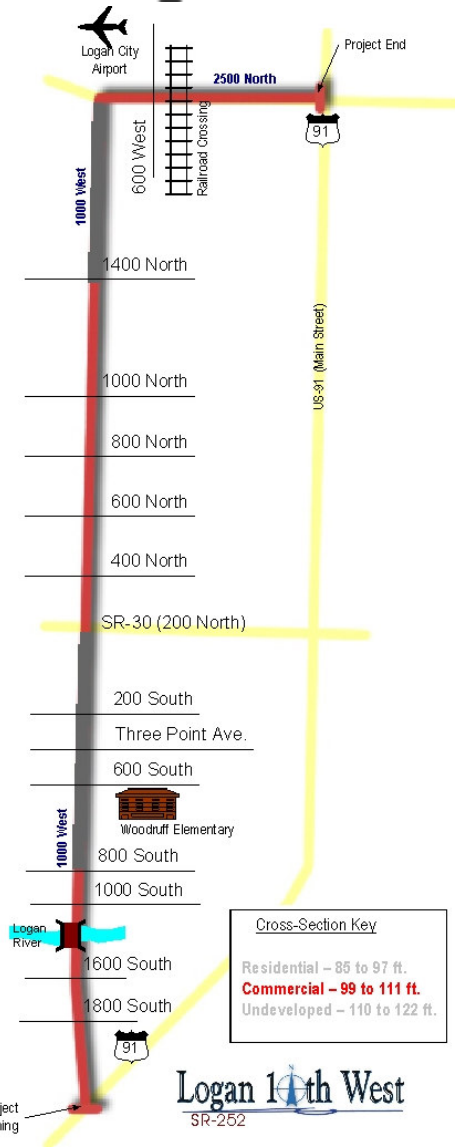 Logan City
Airport
2500 North
Project End
91
600 West
Railroad Crossing
1000 West
1400 North
US-91 (Main Street)
1000 North
800 North
600 North
400 North
SR-30 (200 North)
200 South
Three Point Ave.
600 South
Woodruff Elementary
1000 West
800 South
1000 South
Logan
River
1600 South
1800 South
91
Cross-Section Key
Residential – 85 to 97 ft.
Commercial – 99 to 111 ft.
Undeveloped – 110 to 122 ft.
Logan 10th West
SR-252
ject
ning